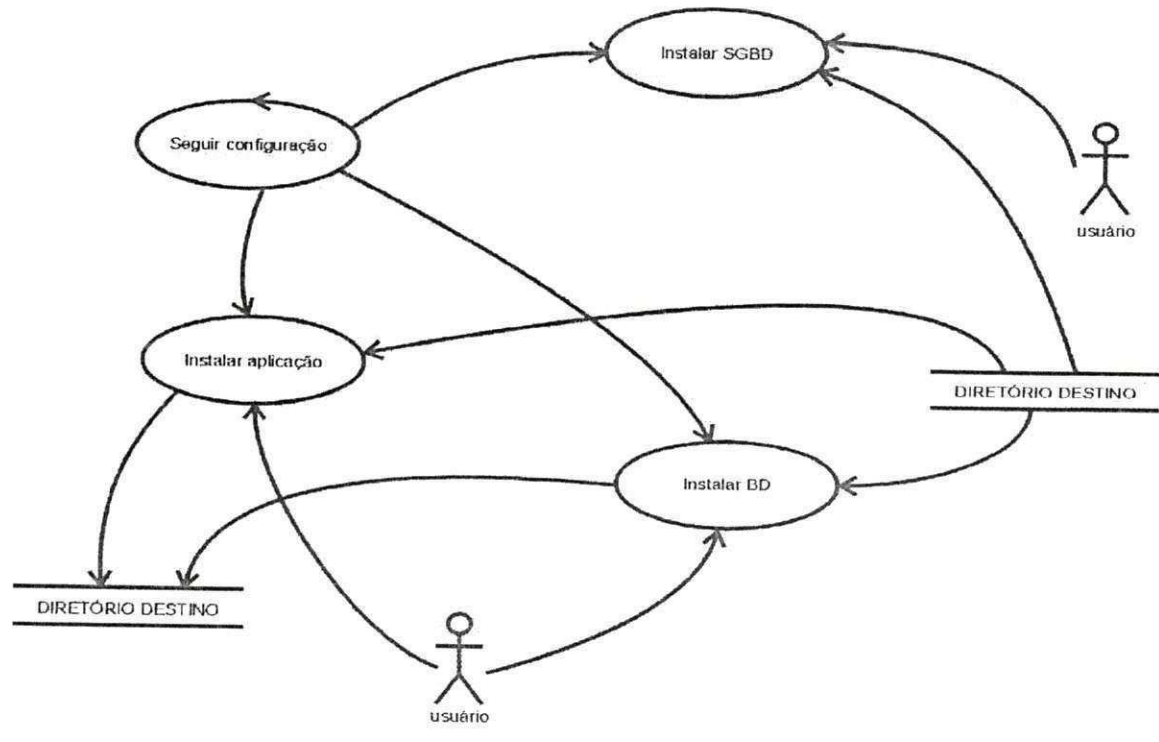 Instalar SGBD
Seguir configuração
usuário
Instalar aplicação
DIRETÓRIO DESTINO
Instalar BD
DIRETÓRIO DESTINO
usuário